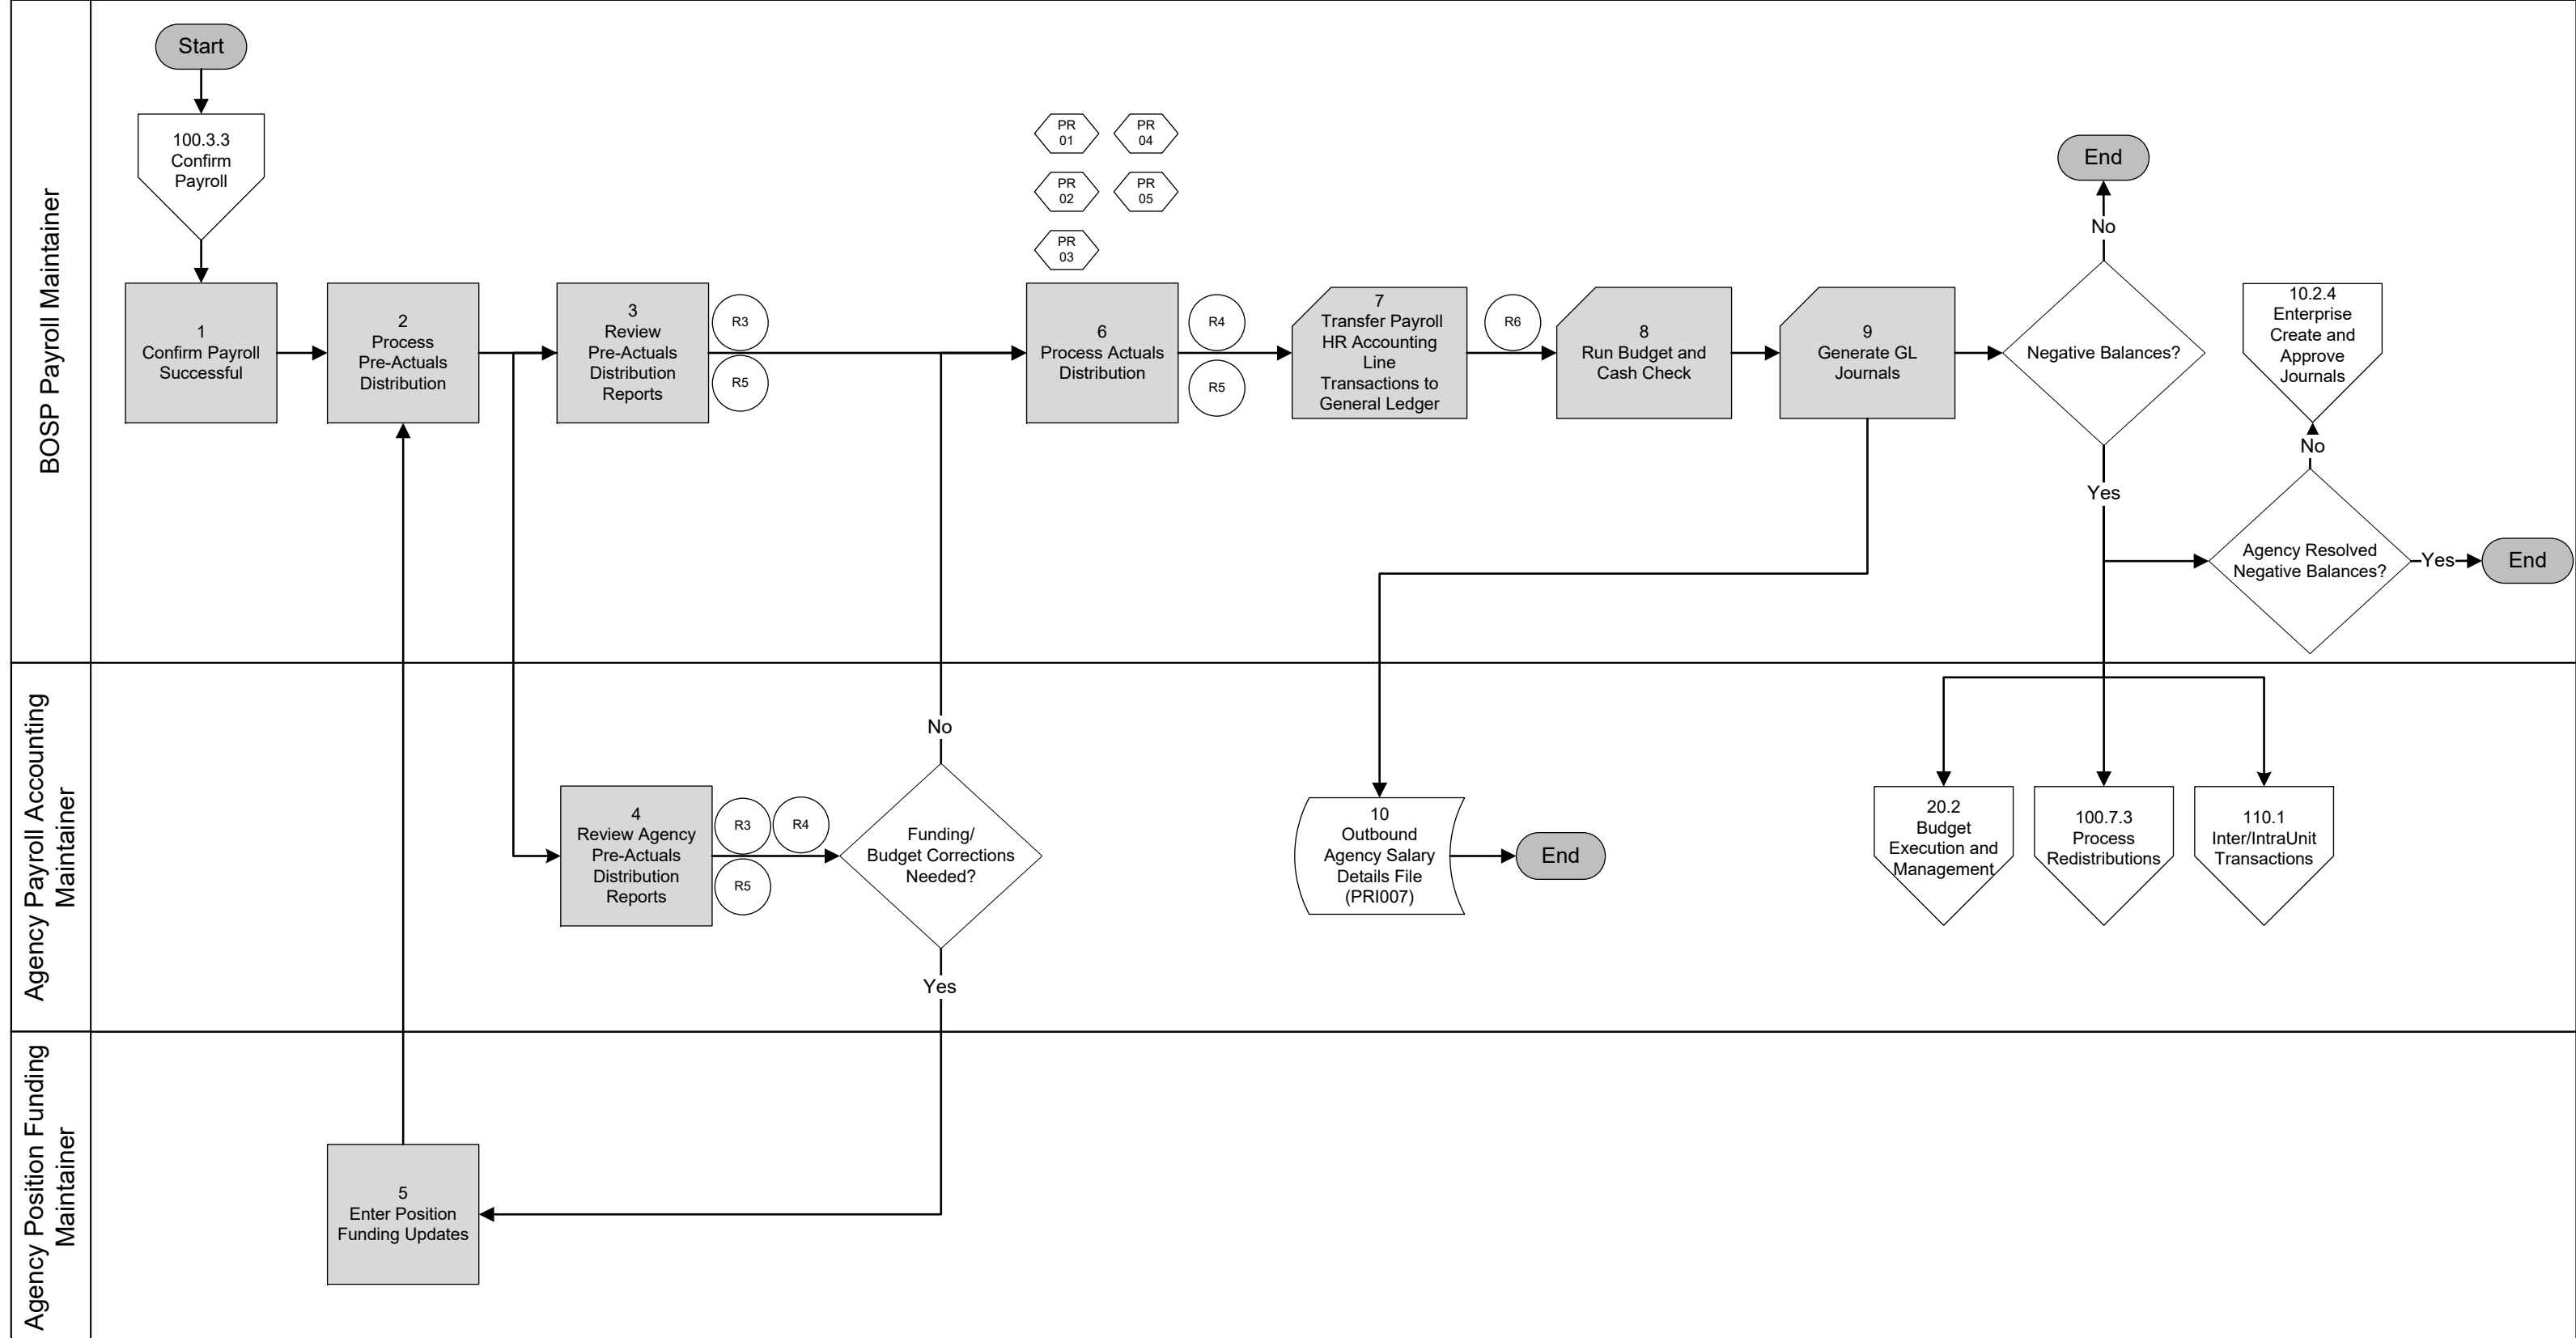 BOSP Payroll Maintainer
Start
100.3.3
Confirm
Payroll
1
Confirm Payroll
Successful
2
Process
Pre-Actuals
Distribution
3
Review
Pre-Actuals
Distribution
Reports
R3
R5
PR
01
PR
04
PR
02
PR
05
PR
03
6
Process Actuals
Distribution
R4
R5
7
Transfer Payroll
HR Accounting
Line
Transactions to
General Ledger
R6
8
Run Budget and
Cash Check
9
Generate GL
Journals
End
No
Negative Balances?
Yes
10.2.4
Enterprise
Create and
Approve
Journals
No
Agency Resolved
Negative Balances?
Yes
End
Agency Payroll Accounting
Maintainer
4
Review Agency
Pre-Actuals
Distribution
Reports
R3
R4
R5
No
Funding/
Budget Corrections
Needed?
Yes
10
Outbound
Agency Salary
Details File
(PRI007)
End
20.2
Budget
Execution and
Management
100.7.3
Process
Redistributions
110.1
Inter/IntraUnit
Transactions
Agency Position Funding
Maintainer
5
Enter Position
Funding Updates